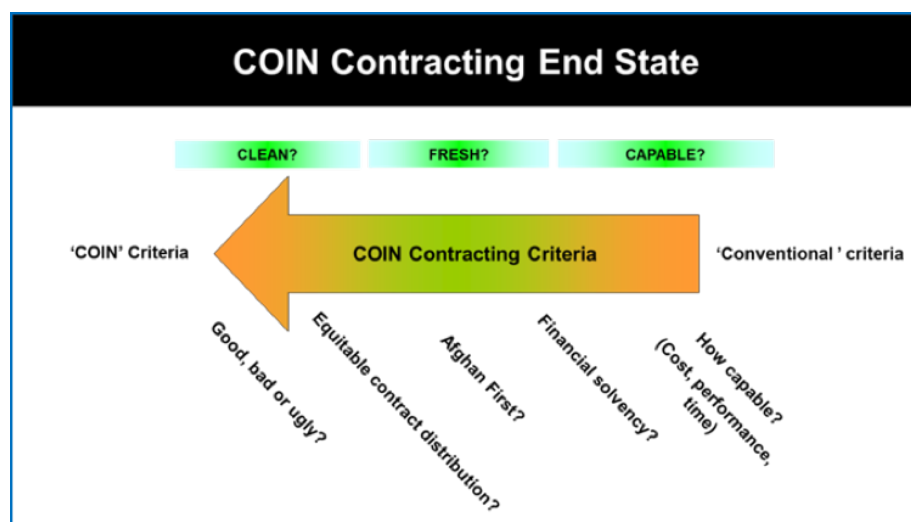 COIN Contracting End State
CLEAN?
FRESH?
CAPABLE?
‘COIN’ Criteria
COIN Contracting Criteria
‘Conventional ’ criteria
Good, bad or ugly?
Equitable contract distribution?
Afghan First?
Financial solvency?
How capable?
(Cost, performance,
time)